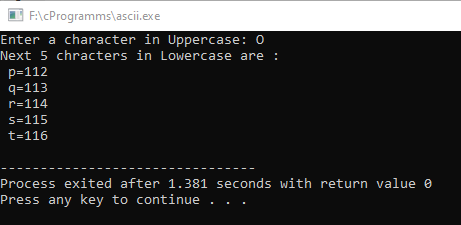 F:\cProgramms\ascii.exe
Enter a character in Uppercase: O
Next 5 chracters in Lowercase are :
p=112
q=113
r=114
s=115
t=116
--------------------------------
Process exited after 1.381 seconds with return value 0
Press any key to continue . . .